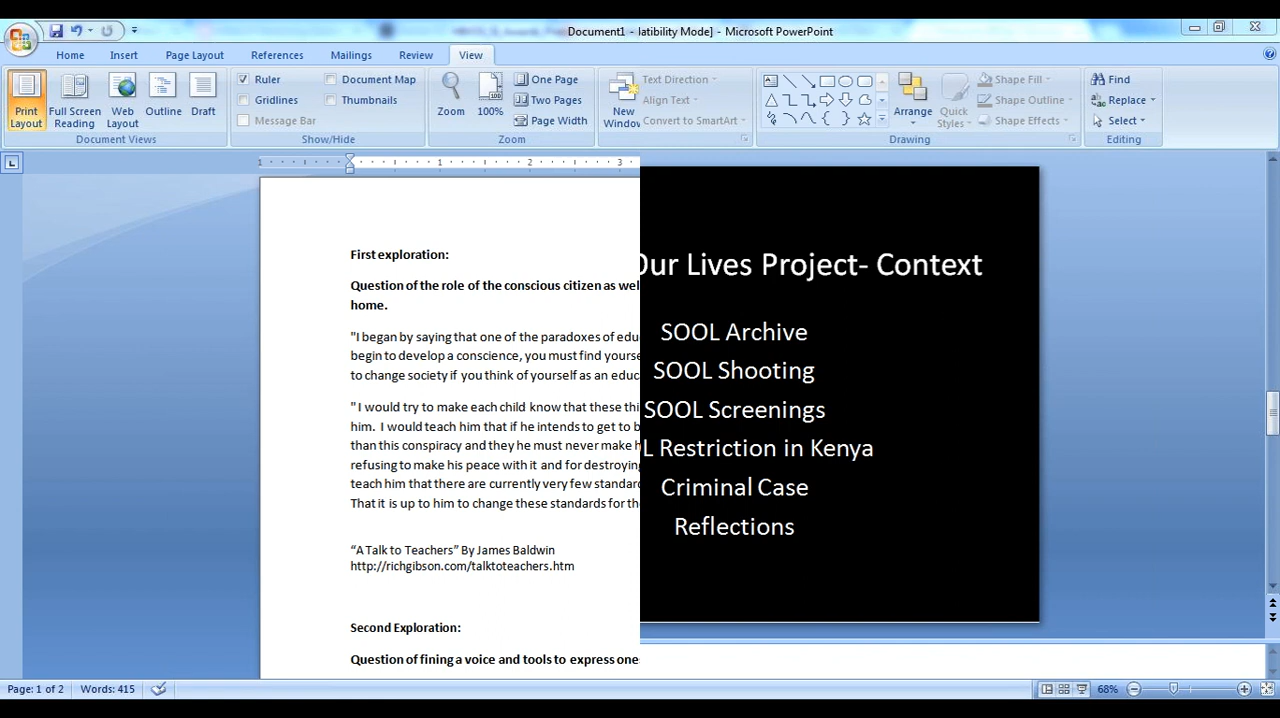 Document1 - latibility Mode] - Microsoft PowerPoint
Home Insert Page Layout References Mailings Review View
Ruler Document Map One Page Text Direction Shape Fill Find
Gridlines Thumbnails Two Pages Align Text Shape Outline Replace
Message Bar Page Width Convert to SmartArt Shape Effects Select
Print Layout Full Screen Reading Web Layout Outline Draft Zoom 100% New Window Arrange Quick Styles
Document Views Show/Hide Zoom Drawing Editing
1 1 2 3
First exploration:
Question of the role of the conscious citizen as wel
home.
"I began by saying that one of the paradoxes of edu
begin to develop a conscience, you must find yourse
to change society if you think of yourself as an educa
" I would try to make each child know that these thi
him. I would teach that if he intends to get to b
than this conspiracy and they he must never make h
refusing to make his peace with it and for destroying
teach him that there are currently very few standard
That it is up to him to change these standards for the
“A Talk to Teachers” By James Baldwin
http://richgibson.com/talktoteachers.htm
Second Exploration:
Question of fining a voice and tools to express one
Our Lives Project- Context
SOOL Archive
SOOL Shooting
SOOL Screenings
L Restriction in Kenya
Criminal Case
Reflections
Page: 1 of 2 Words: 415 68%